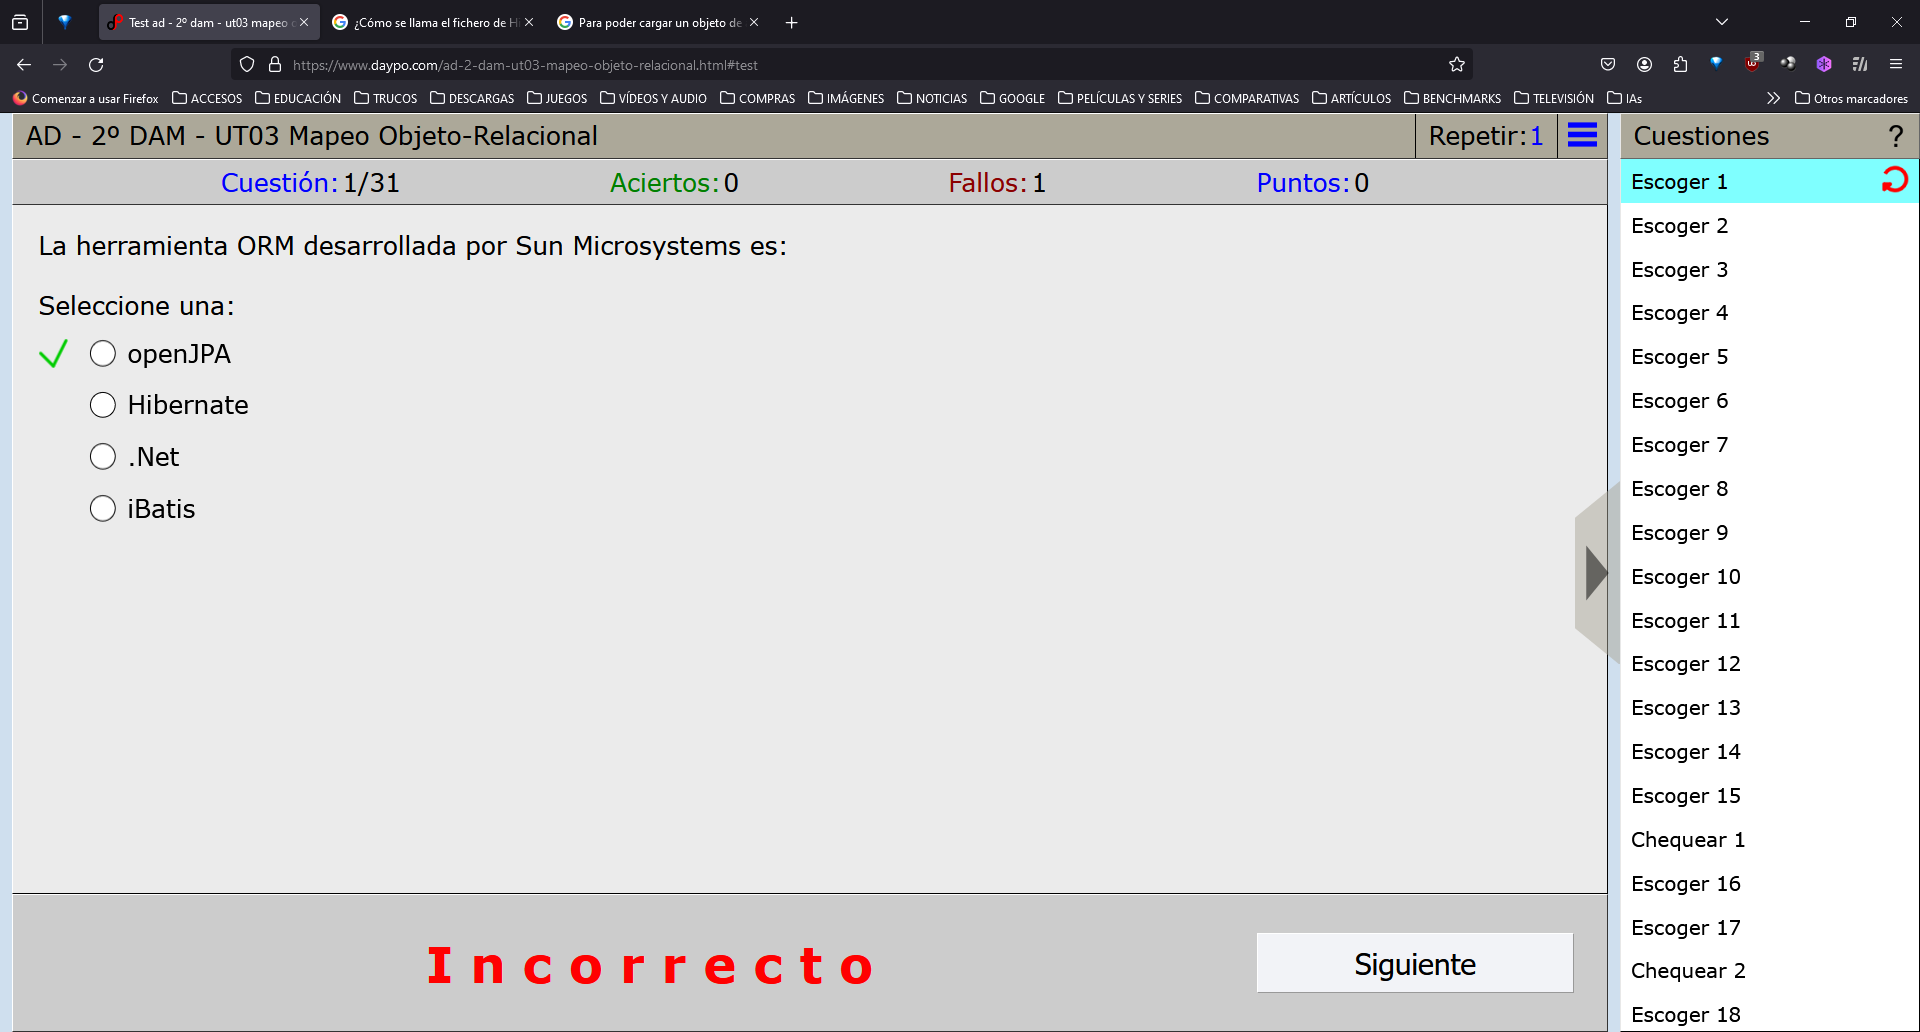 Test ad - 2º dam - ut03 mapeo
¿Cómo se llama el fichero de Hi
Para poder cargar un objeto de
https://www.daypo.com/ad-2-dam-ut03-mapeo-objeto-relacional.html#test
3
Comenzar a usar Firefox
ACCESOS
EDUCACIÓN
TRUCOS
DESCARGAS
JUEGOS
VÍDEOS Y AUDIO
COMPRAS
IMÁGENES
NOTICIAS
GOOGLE
PELÍCULAS Y SERIES
COMPARATIVAS
ARTÍCULOS
BENCHMARKS
TELEVISIÓN
IAs
Otros marcadores
AD - 2º DAM - UT03 Mapeo Objeto-Relacional
Repetir:1
Cuestión:1/31
Aciertos:0
Fallos:1
Puntos:0
La herramienta ORM desarrollada por Sun Microsystems es:
Seleccione una:
openJPA
Hibernate
.Net
iBatis
Incorrecto
Siguiente
Cuestiones
?
Escoger 1
Escoger 2
Escoger 3
Escoger 4
Escoger 5
Escoger 6
Escoger 7
Escoger 8
Escoger 9
Escoger 10
Escoger 11
Escoger 12
Escoger 13
Escoger 14
Escoger 15
Chequear 1
Escoger 16
Escoger 17
Chequear 2
Escoger 18